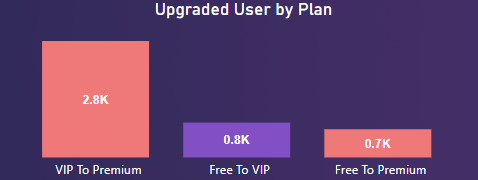 Upgraded User by Plan
2.8K
0.8K
0.7K
VIP To Premium
Free To VIP
Free To Premium